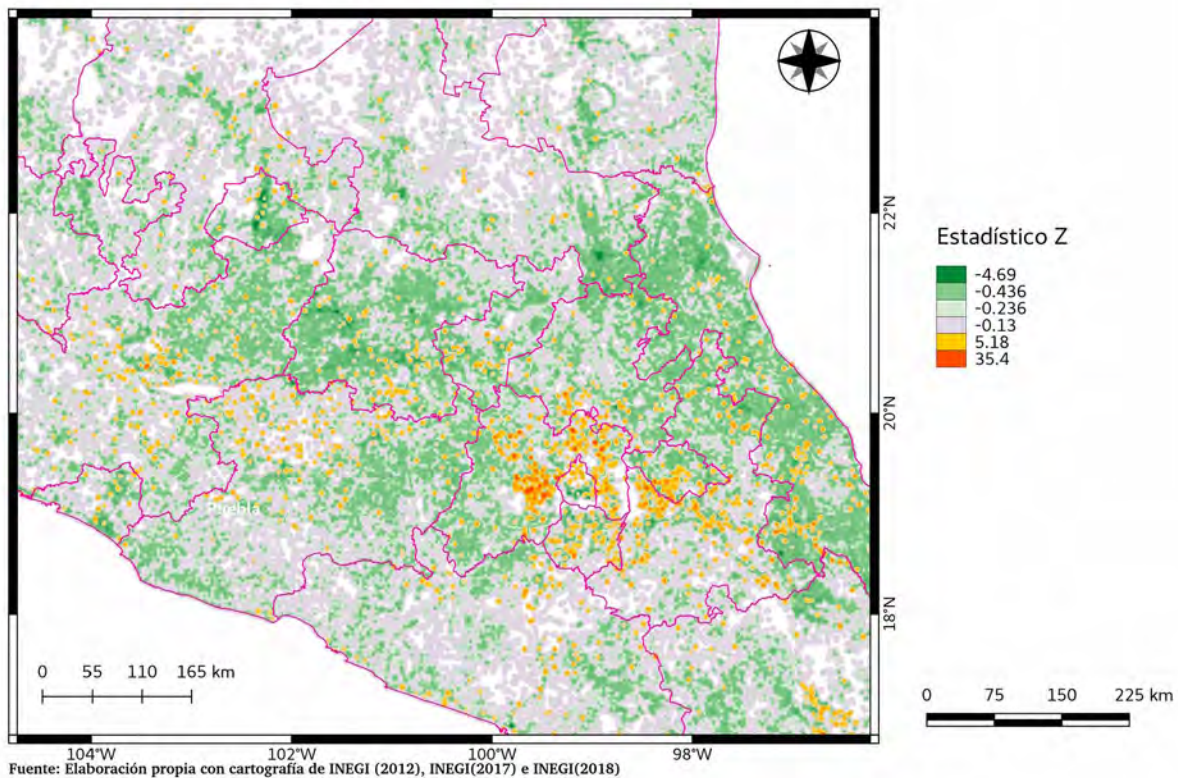 22°N
20°N
18°N
Estadístico Z
-4.69
-0.436
-0.236
-0.13
5.18
35.4
Puebla
0 55 110 165 km
0 75 150 225 km
104°W 102°W 100°W 98°W
Fuente: Elaboración propia con cartografía de INEGI (2012), INEGI(2017) e INEGI(2018)